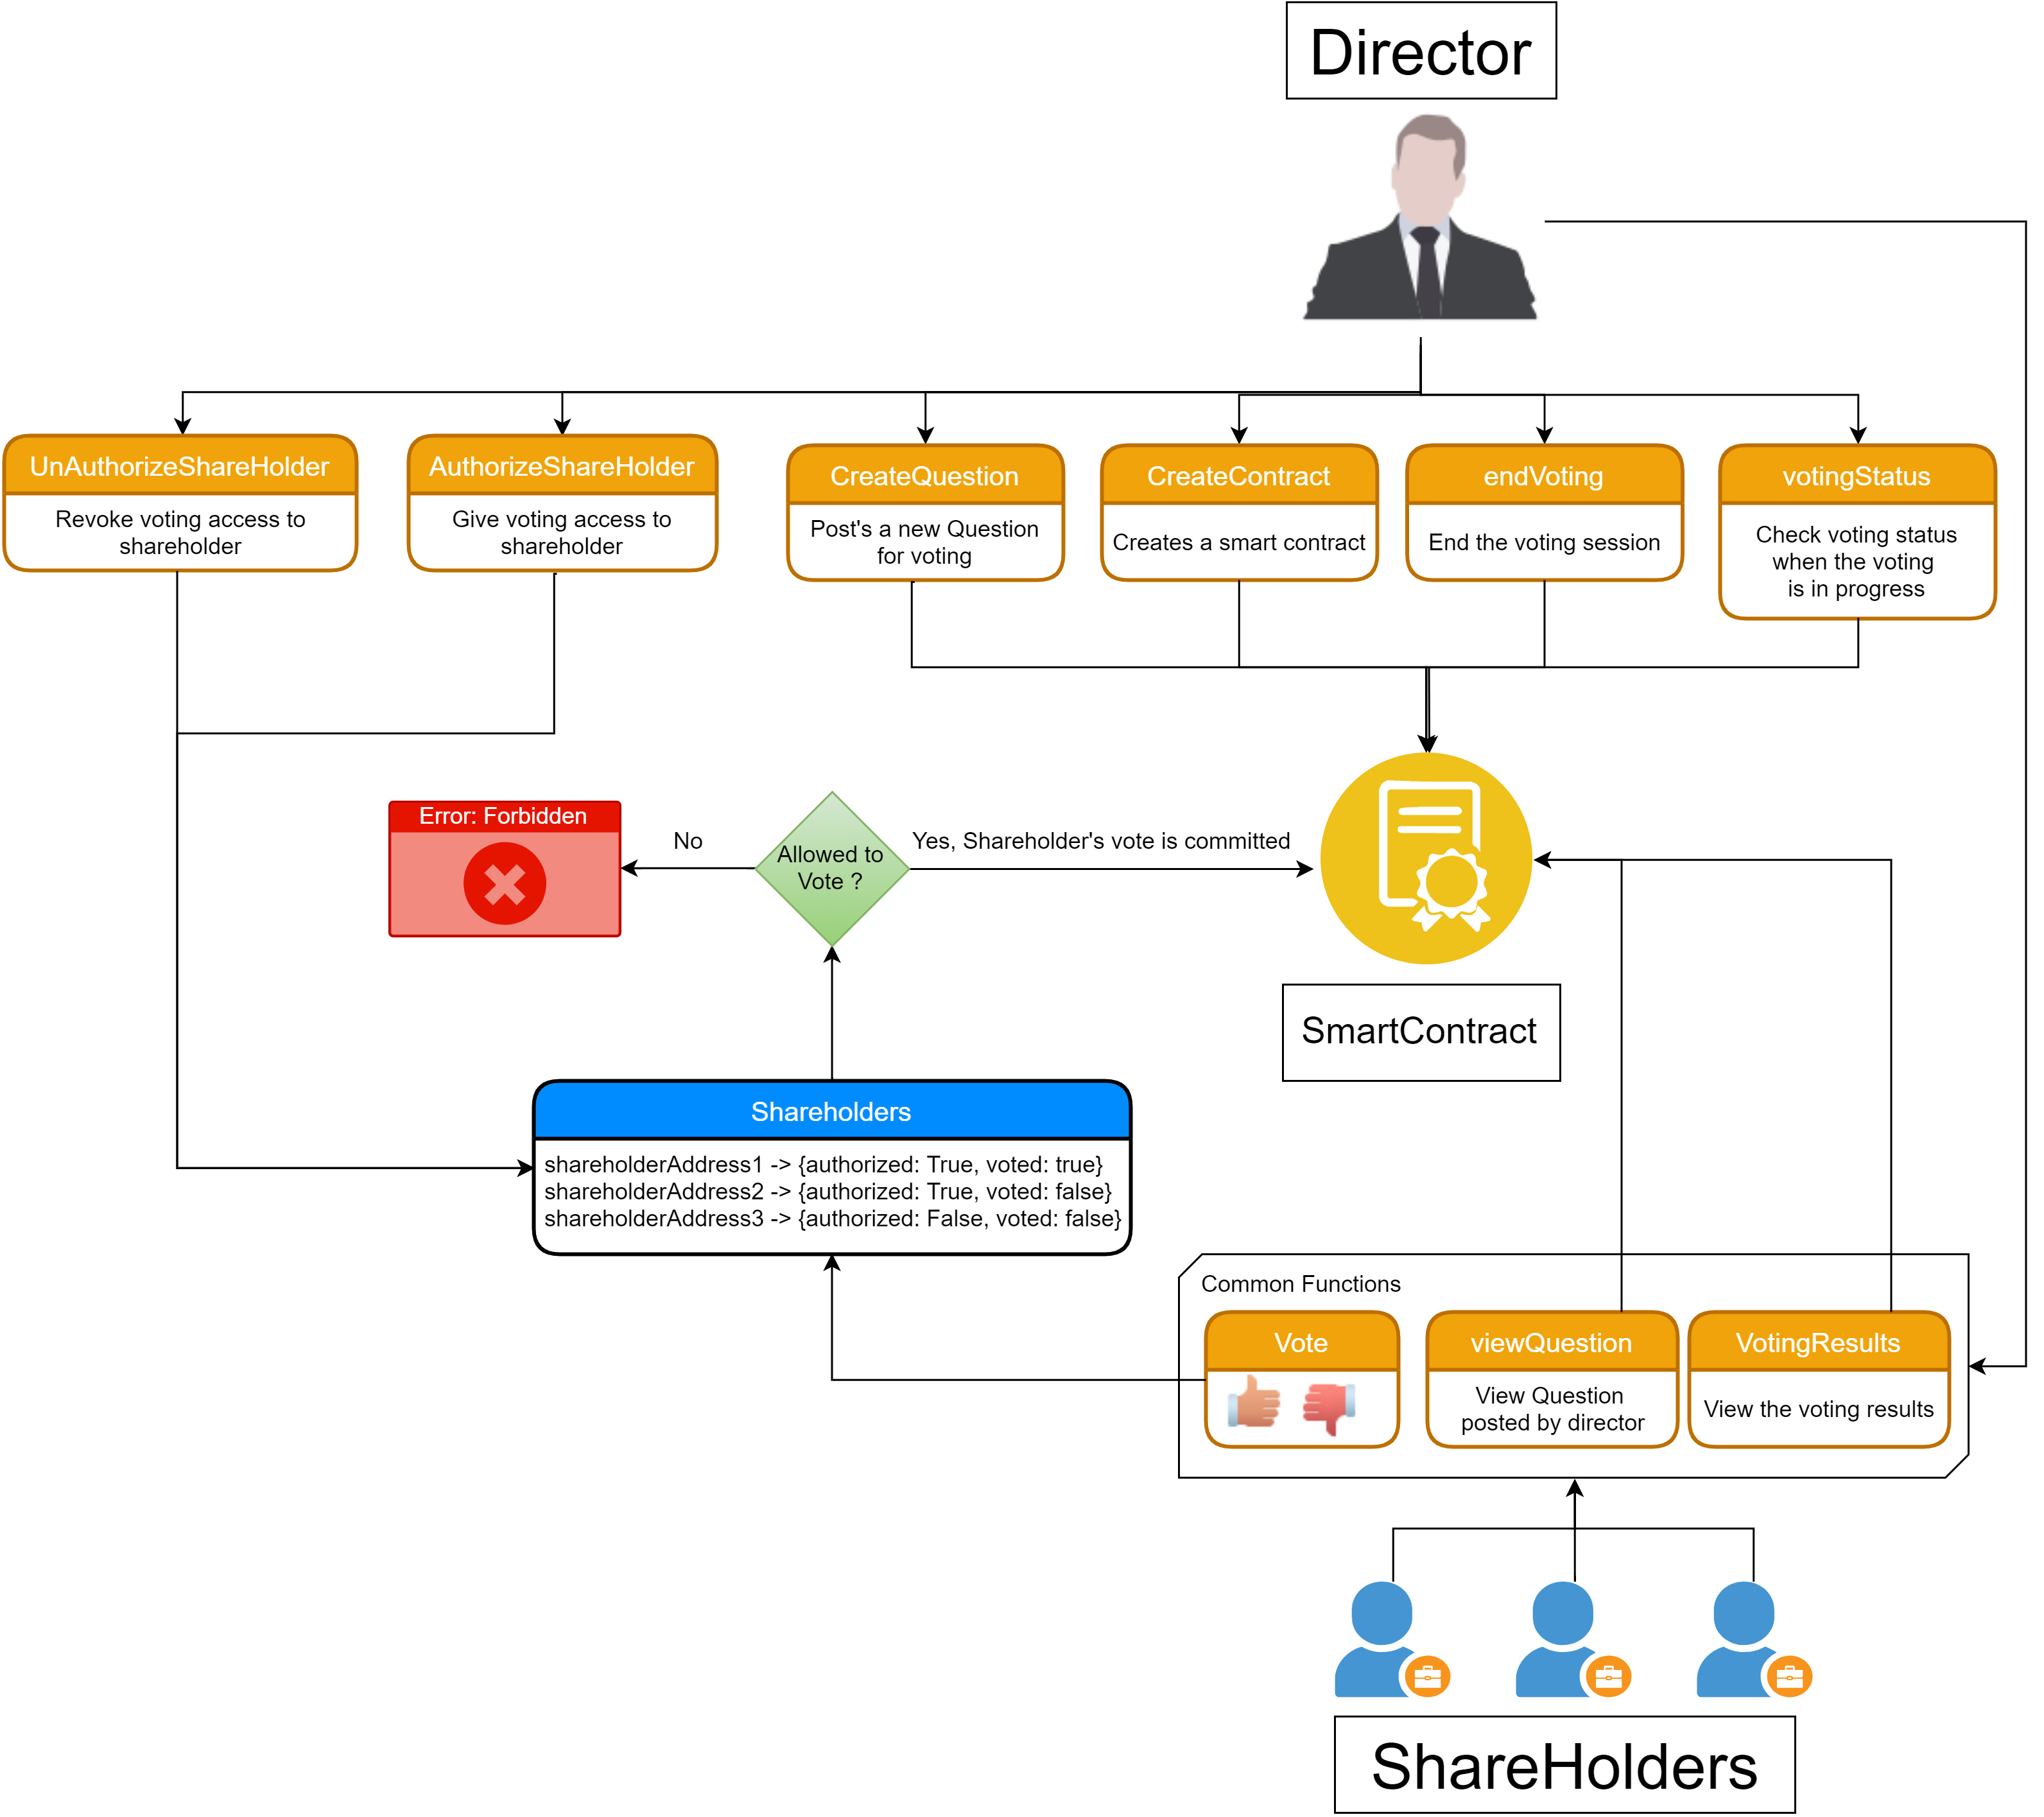 Director
UnAuthorizeShareHolder
Revoke voting access to
shareholder
AuthorizeShareHolder
Give voting access to
shareholder
CreateQuestion
Post's a new Question
for voting
CreateContract
Creates a smart contract
endVoting
End the voting session
votingStatus
Check voting status
when the voting
is in progress
Error: Forbidden
No
Allowed to
Vote ?
Yes, Shareholder's vote is committed
SmartContract
Shareholders
shareholderAddress1 -> {authorized: True, voted: true}
shareholderAddress2 -> {authorized: True, voted: false}
shareholderAddress3 -> {authorized: False, voted: false}
Common Functions
Vote
viewQuestion
View Question
posted by director
VotingResults
View the voting results
ShareHolders